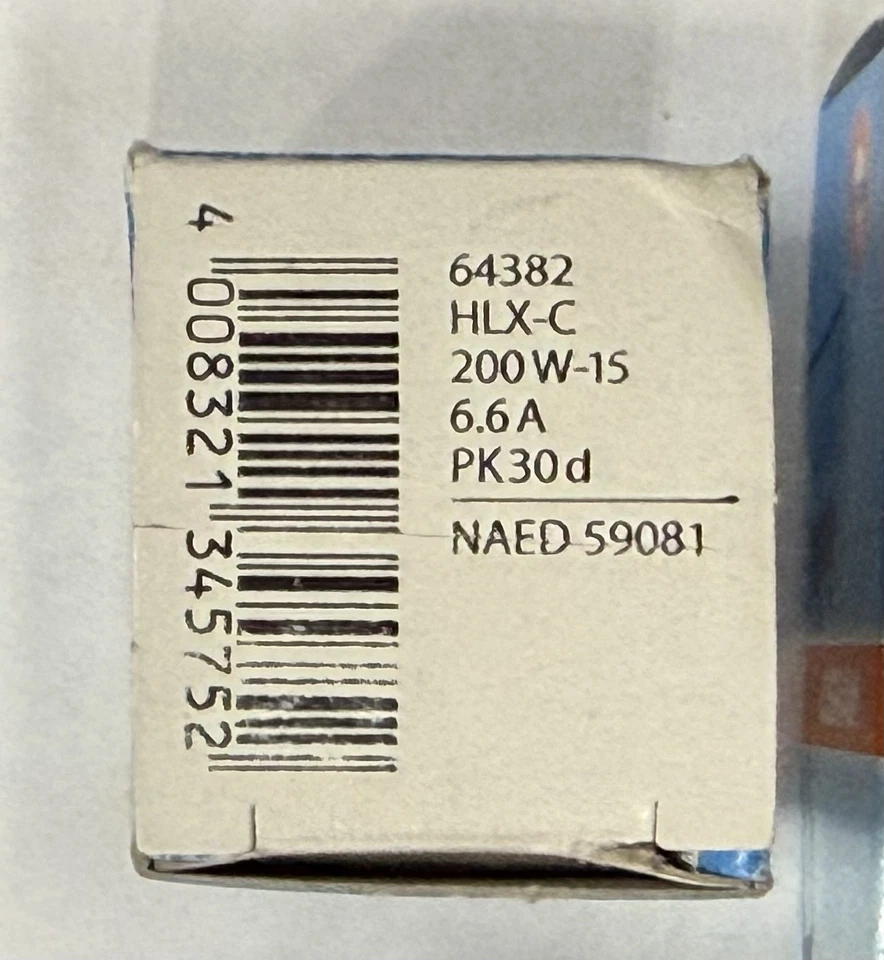 4 008321 345752
64382
HLX-C
200 W-15
6.6 A
PK30d
NAED 59081